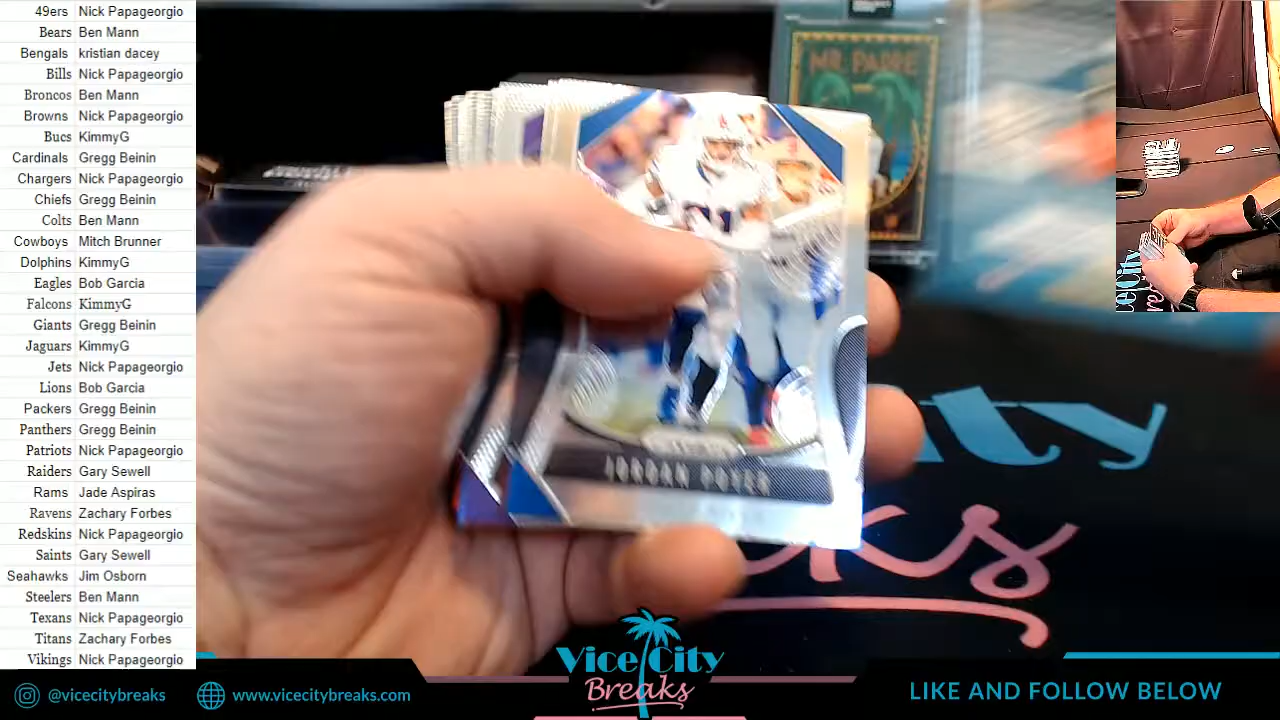 49ers Nick Papageorgio
Bears Ben Mann
Bengals kristian dacey
Bills Nick Papageorgio
Broncos Ben Mann
Browns Nick Papageorgio
Bucs KimmyG
Cardinals Gregg Beinin
Chargers Nick Papageorgio
Chiefs Gregg Beinin
Colts Ben Mann
Cowboys Mitch Brunner
Dolphins KimmyG
Eagles Bob Garcia
Falcons KimmyG
Giants Gregg Beinin
Jaguars KimmyG
Jets Nick Papageorgio
Lions Bob Garcia
Packers Gregg Beinin
Panthers Gregg Beinin
Patriots Nick Papageorgio
Raiders Gary Sewell
Rams Jade Aspiras
Ravens Zachary Forbes
Redskins Nick Papageorgio
Saints Gary Sewell
Seahawks Jim Osborn
Steelers Ben Mann
Texans Nick Papageorgio
Titans Zachary Forbes
Vikings Nick Papageorgio
JORDAN POYER
Vice City
Breaks
@vicecitybreaks
www.vicecitybreaks.com
LIKE AND FOLLOW BELOW